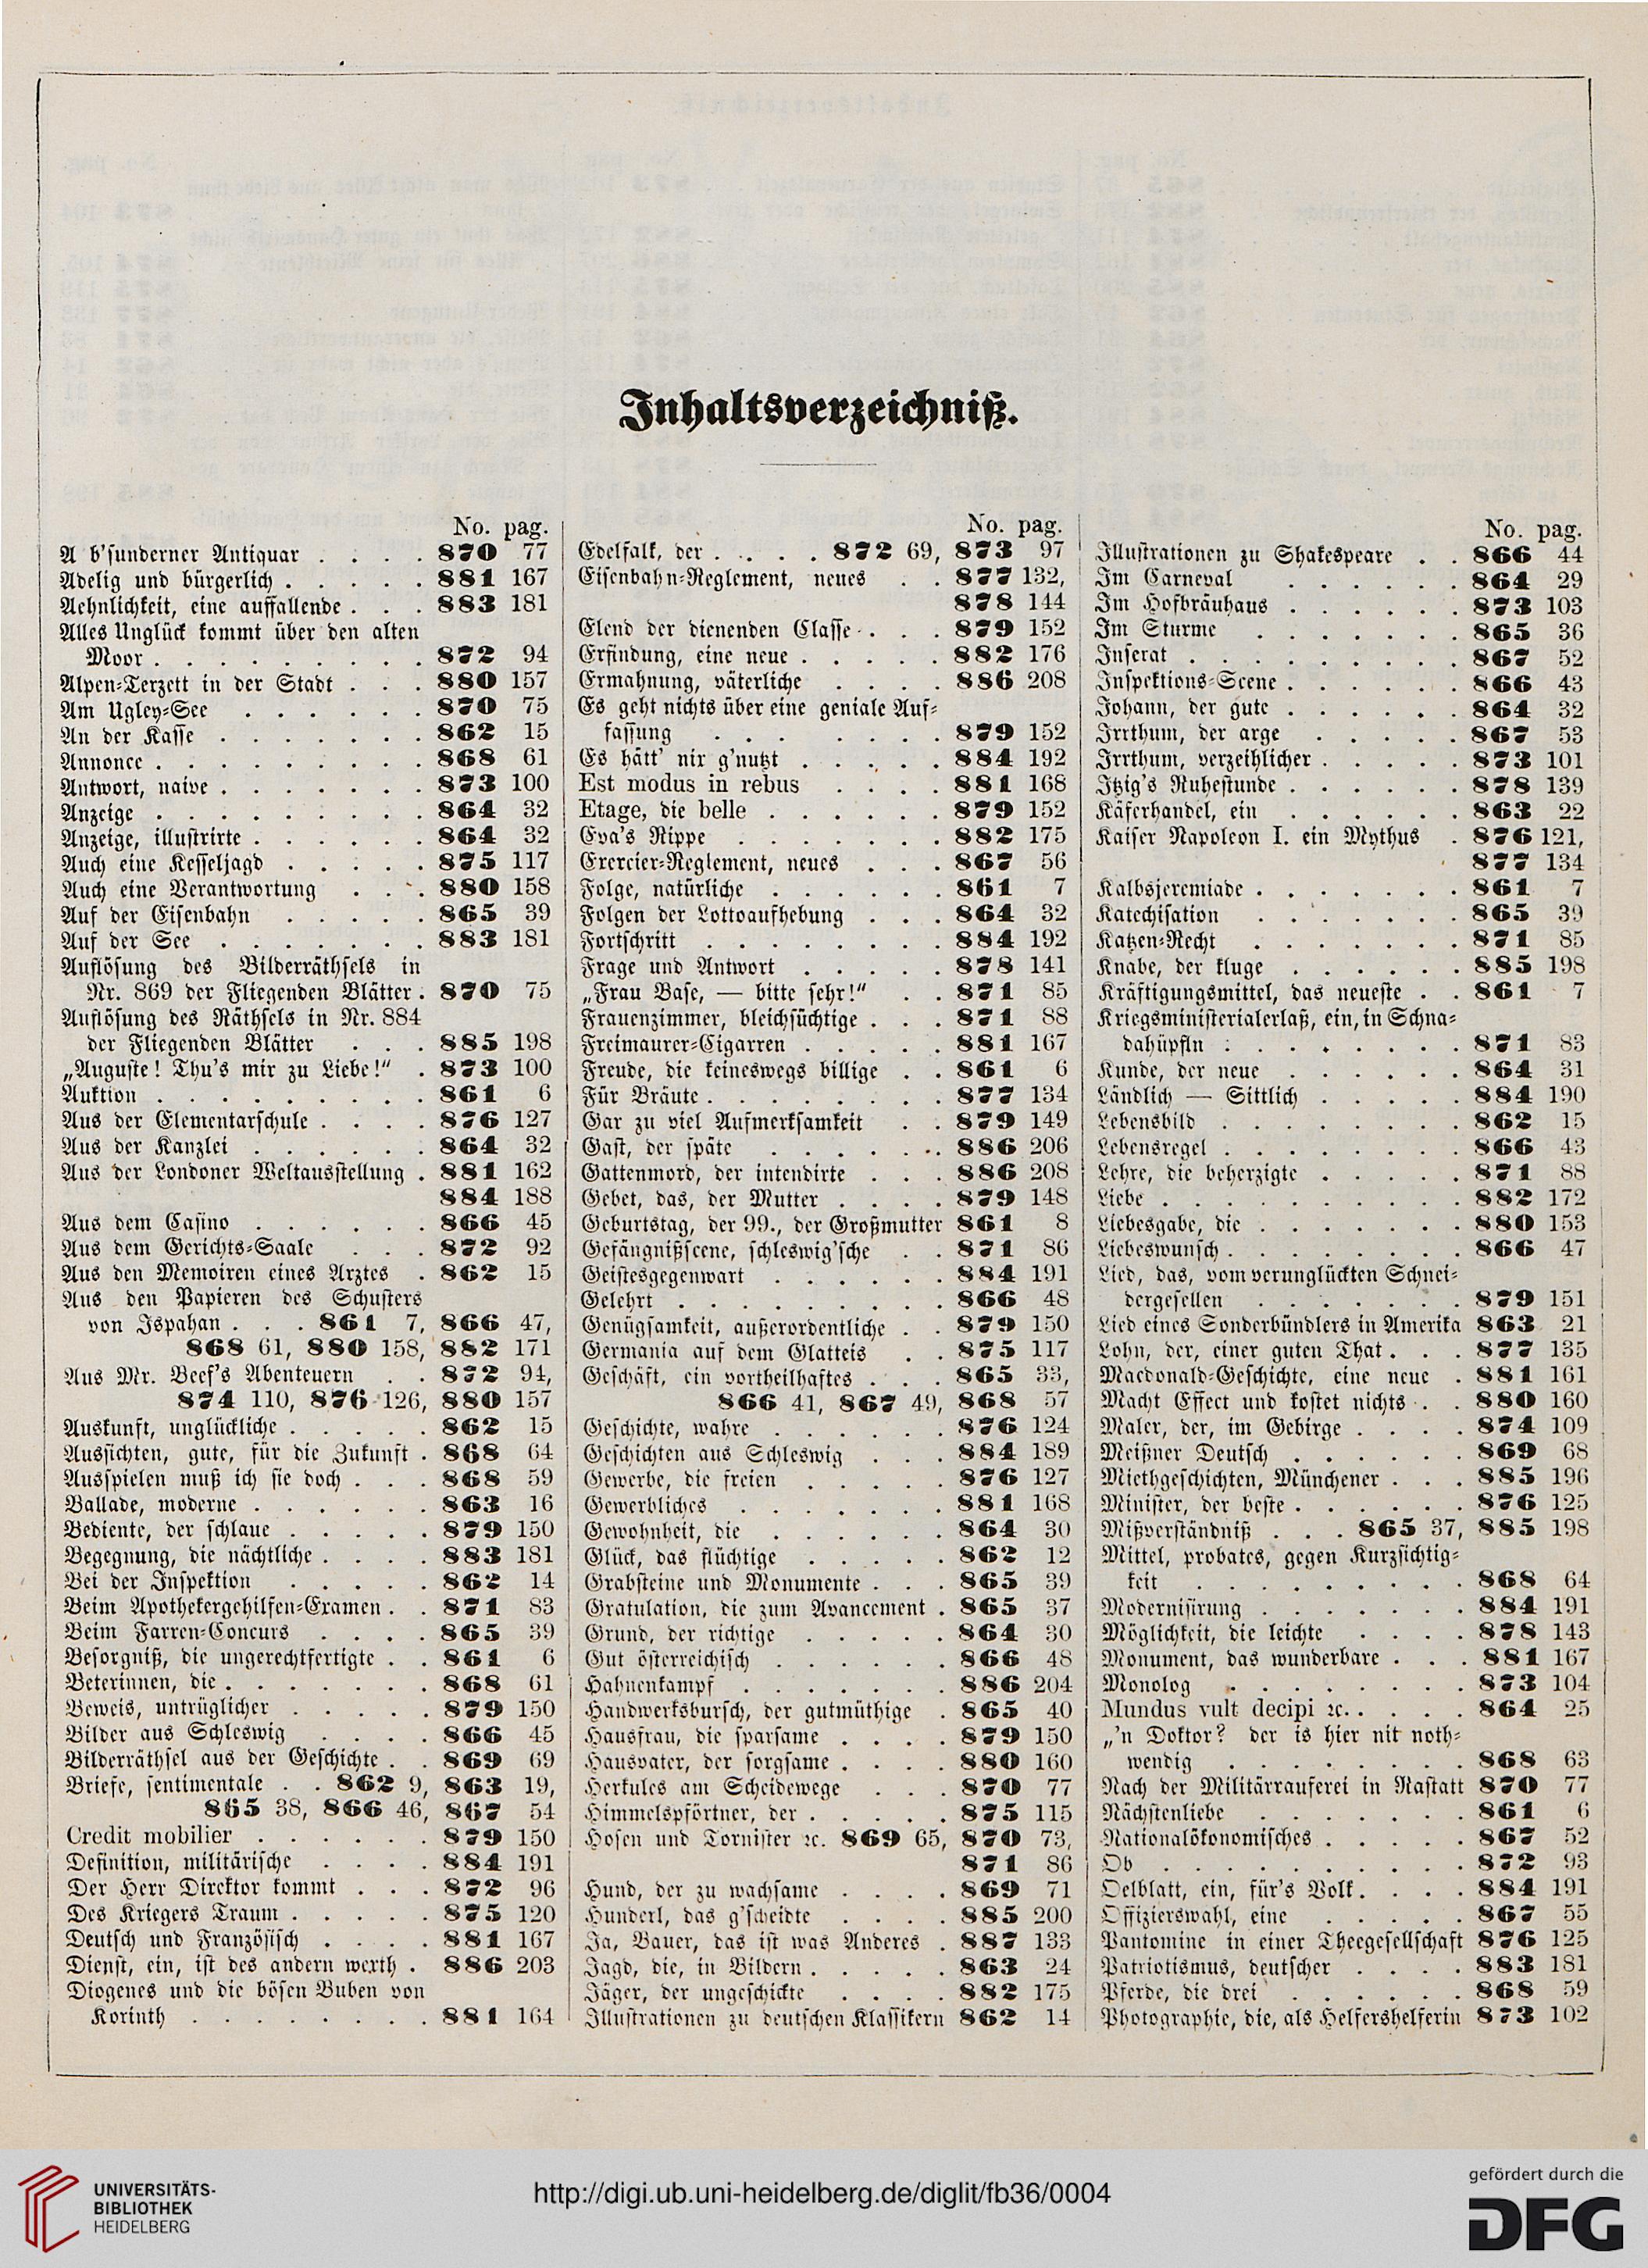 Inhaltsverzeichniß.
No. pag.
A b'sunderner Antiquar . . . . 870 77
Adelig und bürgerlich . . . . . 881 167
Aehnlichkeit, eine auffallende . . . 883 181
Alles Unglück kommt über den alten
Moor . . . . . . . . . 872 94
Alpen-Terzett in der Stadt . . . 880 157
Am Ugley-See . . . . . . 870 75
An der Kasse . . . . . . . 862 15
Annonce . . . . . . . . . 868 61
Antwort, naive . . . . . . . 873 100
Anzeige . . . . . . . . . 864 32
Anzeige, illustrirte . . . . . . 864 32
Auch eine Kesseljagd . . . . . 875 117
Auch eine Verantwortung . . . 880 158
Auf der Eisenbahn . . . . . 865 39
Auf der See . . . . . . . 883 181
Auflösung des Bilderräthsels in
Nr. 869 der Fliegenden Blätter . 870 75
Auflösung des Räthsels in Nr. 884
der Fliegenden Blätter . . . 885 198
„Auguste! Thu's mir zu Liebe!“ . 873 100
Auktion . . . . . . . . . 861 6
Aus der Elementarschule . . . . 876 127
Aus der Kanzlei . . . . . . 864 32
Aus der Londoner Weltausstellung . 881 162
884 188
Aus dem Casino . . . . . . 866 45
Aus dem Gerichts-Saale . . . 872 92
Aus den Memoiren eines Arztes . 862 15
Aus den Papieren des Schusters
von Ispahan . . . 861 7, 866 47,
868 61, 880 158, 882 171
Aus Mr. Beef's Abenteuern . . 872 94,
874 110, 876 126, 880 157
Auskunft, unglückliche . . . . . 862 15
Aussichten, gute, für die Zukunft . 868 64
Ausspielen muß ich sie doch . . . 868 59
Ballade, moderne . . . . . . 863 16
Bediente, der schlaue . . . . . 879 150
Begegnung, die nächtliche . . . . 883 181
Bei der Inspektion . . . . . 862 14
Beim Apothekergehilfen-Examen . . 871 83
Beim Farren-Concurs . . . . 865 39
Besorgniß, die ungerechtfertigte . . 861 6
Beterinnen, die . . . . . . . 868 61
Beweis, untrüglicher . . . . . 879 150
Bilder aus Schleswig . . . . 866 45
Bilderräthsel aus der Geschichte . . 869 69
Briefe, sentimentale . . 862 9, 863 19,
865 38, 866 46, 867 54
Credit mobilier . . . . . . 879 150
Definition, militärische . . . . 884 191
Der Herr Direktor kommt . . . 872 96
Des Kriegers Traum . . . . . 875 120
Deutsch und Französisch . . . . 881 167
Dienst, ein, ist des andern werth . 886 203
Diogenes und die bösen Buben von
Korinth . . . . . . . . 881 164
No. pag.
Edelfalk, der . . . . 872 69, 873 97
Eisenbahn-Reglement, neues . . 877 132,
878 144
Elend der dienenden Classe . . . 879 152
Erfindung, eine neue . . . . . 882 176
Ermahnung, väterliche . . . . 886 208
Es geht nichts über eine geniale Auf-
fassung . . . . . . . 879 152
Es hätt' nir g'nutzt . . . . . 884 192
Est modus in rebus . . . . 881 168
Etage, die belle . . . . . . 879 152
Eva's Rippe . . . . . . . 882 175
Exercier-Reglement, neues . . . 867 56
Folge, natürliche . . . . . . 861 7
Folgen der Lottoaufhebung . . . 864 32
Fortschritt . . . . . . . . 884 192
Frage und Antwort . . . . . 878 141
„Frau Base, — bitte sehr!“ . . 871 85
Frauenzimmer, bleichsüchtige . . . 871 88
Freimaurer-Cigarren . . . . . 881 167
Freude, die keineswegs billige . . 861 6
Für Bräute . . . . . . . . 877 134
Gar zu viel Aufmerksamkeit . . 879 149
Gast, der späte . . . . . . 886 206
Gattenmord, der intendirte . . . 886 208
Gebet, das, der Mutter . . . . 879 148
Geburtstag, der 99., der Großmutter 861 8
Gefängnißscene, schleswig'sche . . 871 86
Geistesgegenwart . . . . . . 884 191
Gelehrt . . . . . . . . . 866 48
Genügsamkeit, außerordentliche . . 879 150
Germania auf dem Glatteis . . 875 117
Geschäft, ein vortheilhaftes . . . 865 33,
866 41, 867 49, 868 57
Geschichte, wahre . . . . . . 876 124
Geschichten aus Schleswig . . . 884 189
Gewerbe, die freien . . . . . 876 127
Gewerbliches . . . . . . . 881 168
Gewohnheit, die . . . . . . 864 30
Glück, das flüchtige . . . . . 862 12
Grabsteine und Monumente . . . 865 39
Gratulation, die zum Avancement . 865 37
Grund, der richtige . . . . . 864 30
Gut österreichisch . . . . . . 866 48
Hahnenkampf . . . . . . . 886 204
Handwerksbursch, der gutmüthige . 865 40
Hausfrau, die sparsame . . . . 879 150
Hausvater, der sorgsame . . . . 880 160
Herkules am Scheidewege . . . 870 77
Himmelspförtner, der . . . . . 875 115
Hosen und Tornister ꝛc. 869 65, 870 73,
871 86
Hund, der zu wachsame . . . . 869 71
Hunderl, das g'scheidte . . . . 885 200
Ja, Bauer, das ist was Anderes . 887 133
Jagd, die, in Bildern . . . . . 863 24
Jäger, der ungeschickte . . . . 882 175
Illustrationen zu deutschen Klassikern 862 14
No. pag.
Illustrationen zu Shakespeare . . 866 44
Im Carneval . . . . . . 864 29
Im Hofbräuhaus . . . . . . 873 103
Im Sturme . . . . . . . 865 36
Inserat . . . . . . . . . 867 52
Inspektions-Scene . . . . . . 866 43
Johann, der gute . . . . . . 864 32
Irrthum, der arge . . . . . 867 53
Irrthum, verzeihlicher . . . . . 873 101
Itzig's Ruhestunde . . . . . . 878 139
Käferhandel, ein . . . . . . 863 22
Kaiser Napoleon I. ein Mythus . 876 121,
877 134
Kalbsjeremiade . . . . . . . 861 7
Katechisation . . . . . . . 865 39
Katzen-Recht . . . . . . . 871 85
Knabe, der kluge . . . . . . 885 198
Kräftigungsmittel, das neueste . . 861 7
Kriegsministerialerlaß, ein, in Schna-
dahüpfln . . . . . . . . 871 83
Kunde, der neue . . . . . . 864 31
Ländlich — Sittlich . . . . . 884 190
Lebensbild . . . . . . . . 862 15
Lebensregel . . . . . . . . 866 43
Lehre, die beherzigte . . . . . 871 88
Liebe . . . . . . . . . . 882 172
Liebesgabe, die . . . . . . . 880 153
Liebeswunsch . . . . . . . . 866 47
Lied, das, vom verunglückten Schnei-
dergesellen . . . . . . . 879 151
Lied eines Sonderbündlers in Amerika 863 21
Lohn, der, einer guten That . . . 877 135
Macdonald-Geschichte, eine neue . 881 161
Macht Effect und kostet nichts . . 880 160
Maler, der, im Gebirge . . . . 874 109
Meißner Deutsch . . . . . . 869 68
Miethgeschichten, Münchener . . . 885 196
Minister, der beste . . . . . . 876 125
Mißverständniß . . . 865 37, 885 198
Mittel, probates, gegen Kurzsichtig-
keit . . . . . . . . . 868 64
Modernisirung . . . . . . . 884 191
Möglichkeit, die leichte . . . . 878 143
Monument, das wunderbare . . . 881 167
Monolog . . . . . . . . 873 104
Mundus vult decipi ꝛc. . . . . 864 25
„'n Doktor? der is hier nit noth-
wendig . . . . . . . . 868 63
Nach der Militärrauferei in Rastatt 870 77
Nächstenliebe . . . . . . . 861 6
Nationalökonomisches . . . . . 867 52
Ob . . . . . . . . . . 872 93
Oelblatt, ein, für's Volk . . . . 884 191
Offizierswahl, eine . . . . . 867 55
Pantomine in einer Theegesellschaft 876 125
Patriotismus, deutscher . . . . 883 181
Pferde, die drei . . . . . . 868 59
Photographie, die, als Helfershelferin 873 102
UNIVERSITÄTS-
BIBLIOTHEK
HEIDELBERG
http://digi.ub.uni-heidelberg.de/diglit/fb36/0004
gefördert durch die
DFG